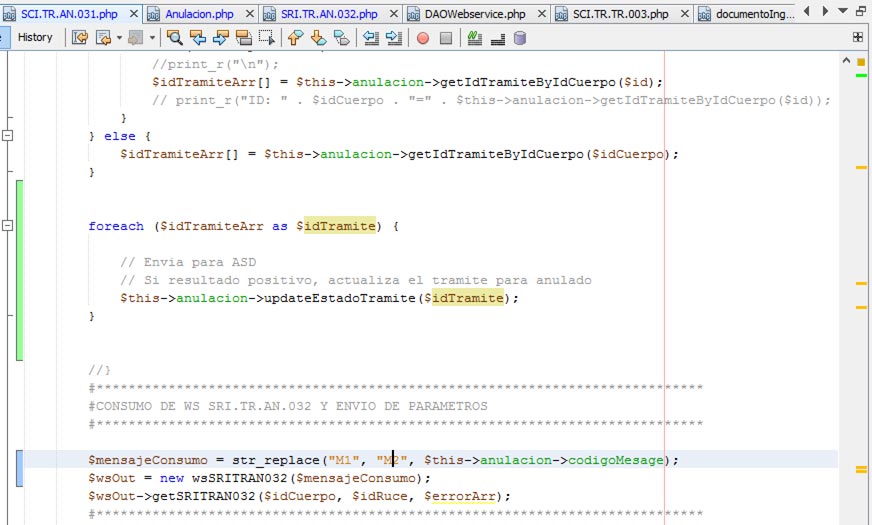 SCI.TR.AN.031.php Anulacion.php SRI.TR.AN.032.php DAOWebservice.php SCI.TR.TR.003.php documentoIng...
History
//print_r("\n");
$idTramiteArr[] = $this->anulacion->getIdTramiteByIdCuerpo($id);
// print_r("ID: " . $idCuerpo . "=" . $this->anulacion->getIdTramiteByIdCuerpo($id));
}
} else {
$idTramiteArr[] = $this->anulacion->getIdTramiteByIdCuerpo($idCuerpo);
}
foreach ($idTramiteArr as $idTramite) {
// Envia para ASD
// Si resultado positivo, actualiza el tramite para anulado
$this->anulacion->updateEstadoTramite($idTramite);
}
//}
#****************************************************************************
#CONSUMO DE WS SRI.TR.AN.032 Y ENVIO DE PARAMETROS
#****************************************************************************
$mensajeConsumo = str_replace("M1", "M2", $this->anulacion->codigoMesage);
$wsOut = new wsSRITRAN032($mensajeConsumo);
$wsOut->getSRITRAN032($idCuerpo, $idRuce, $errorArr);
#****************************************************************************